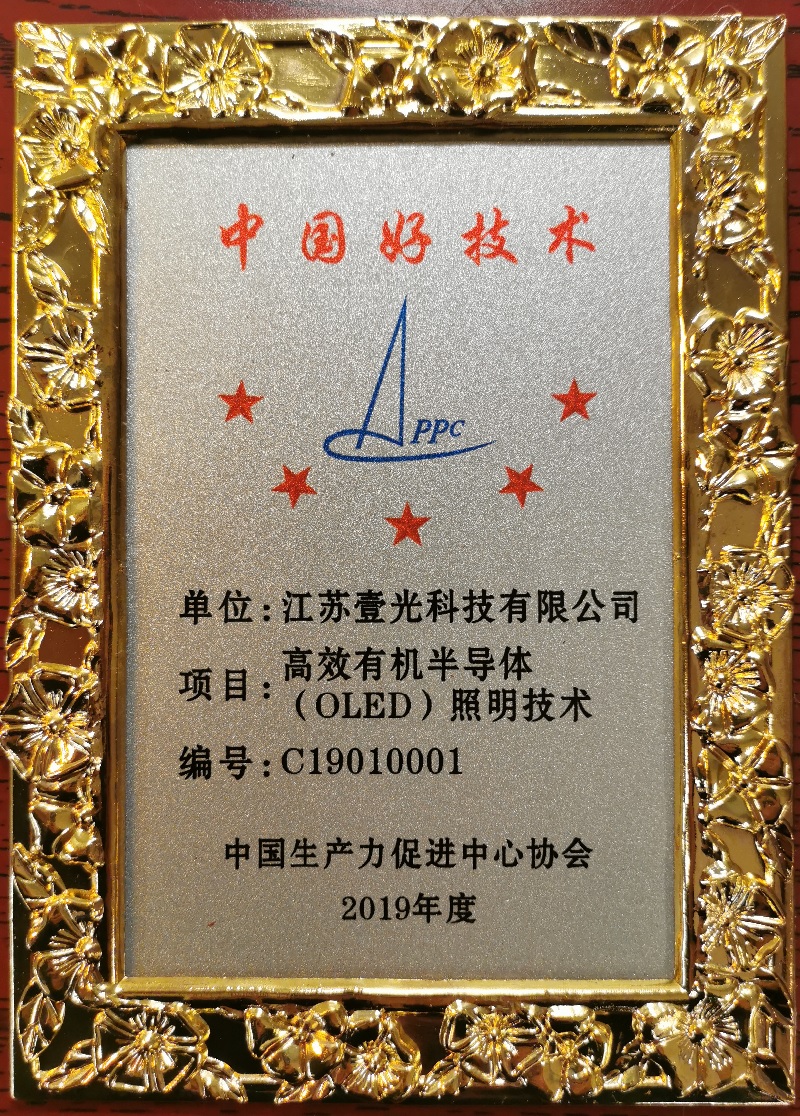 中国好技术
PPC
单位：江苏壹光科技有限公司
项目：高效有机半导体
（OLED）照明技术
编号：C19010001
中国生产力促进中心协会
2019年度